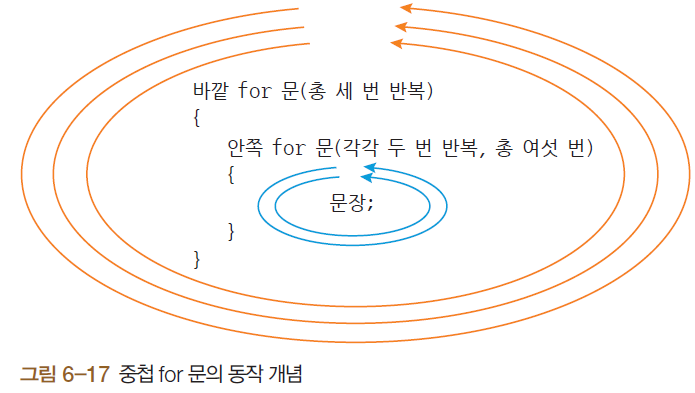 바깥 for 문(총 세 번 반복)
{
안쪽 for 문(각각 두 번 반복, 총 여섯 번)
{
문장;
}
}
그림 6-17 중첩 for 문의 동작 개념